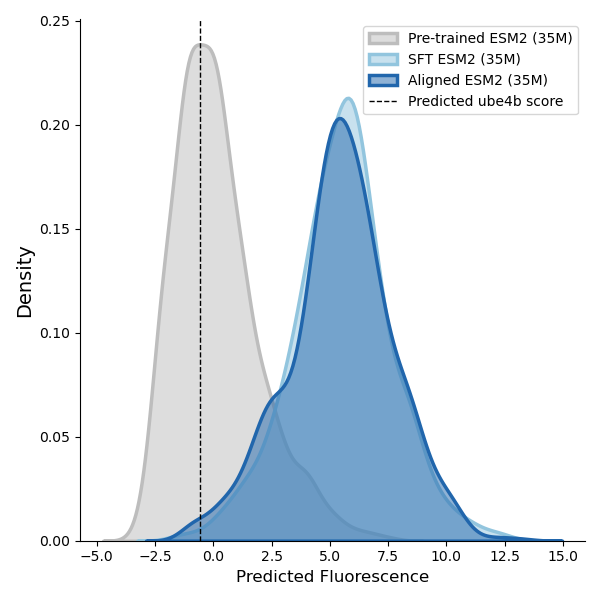 0.25
0.20
0.15
0.10
0.05
0.00
Density
Pre-trained ESM2 (35M)
SFT ESM2 (35M)
Aligned ESM2 (35M)
Predicted ube4b score
−5.0 −2.5 0.0 2.5 5.0 7.5 10.0 12.5 15.0
Predicted Fluorescence